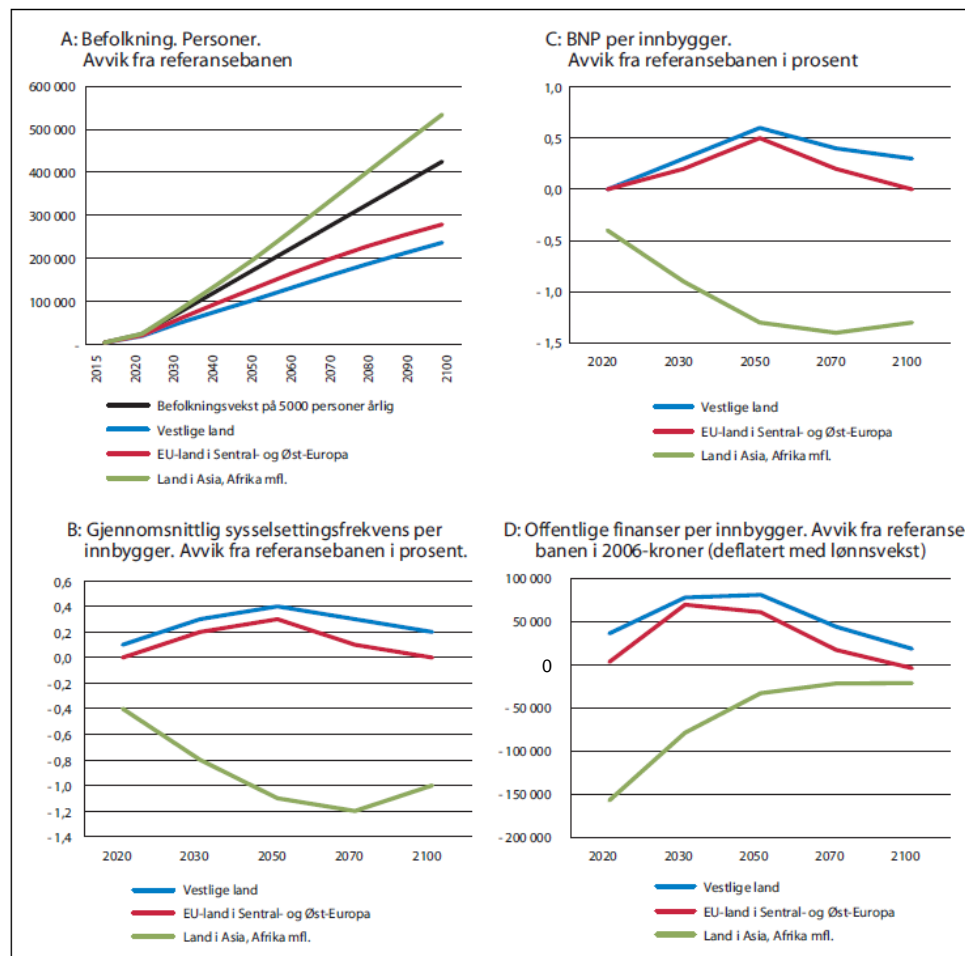 A: Befolkning. Personer.
Avvik fra referansebanen
600 000
500 000
400 000
300 000
200 000
100 000
-
2015
2020
2030
2040
2050
2060
2070
2080
2090
2100
Befolkningsvekst på 5000 personer årlig
Vestlige land
EU-land i Sentral- og Øst-Europa
Land i Asia, Afrika mfl.
C: BNP per innbygger.
Avvik fra referansebanen i prosent
1,0
0,5
0,0
- 0,5
- 1,0
- 1,5
2020 2030 2050 2070 2100
Vestlige land
EU-land i Sentral- og Øst-Europa
Land i Asia, Afrika mfl.
B: Gjennomsnittlig sysselsettingsfrekvens per
innbygger. Avvik fra referansebanen i prosent.
0,6
0,4
0,2
0,0
- 0,2
- 0,4
- 0,6
- 0,8
- 1,0
- 1,2
- 1,4
2020 2030 2050 2070 2100
Vestlige land
EU-land i Sentral- og Øst-Europa
Land i Asia, Afrika mfl.
D: Offentlige finanser per innbygger. Avvik fra referanse
banen i 2006-kroner (deflatert med lønnsvekst)
100 000
50 000
0
- 50 000
- 100 000
- 150 000
- 200 000
2020 2030 2050 2070 2100
Vestlige land
EU-land i Sentral- og Øst-Europa
Land i Asia, Afrika mfl.